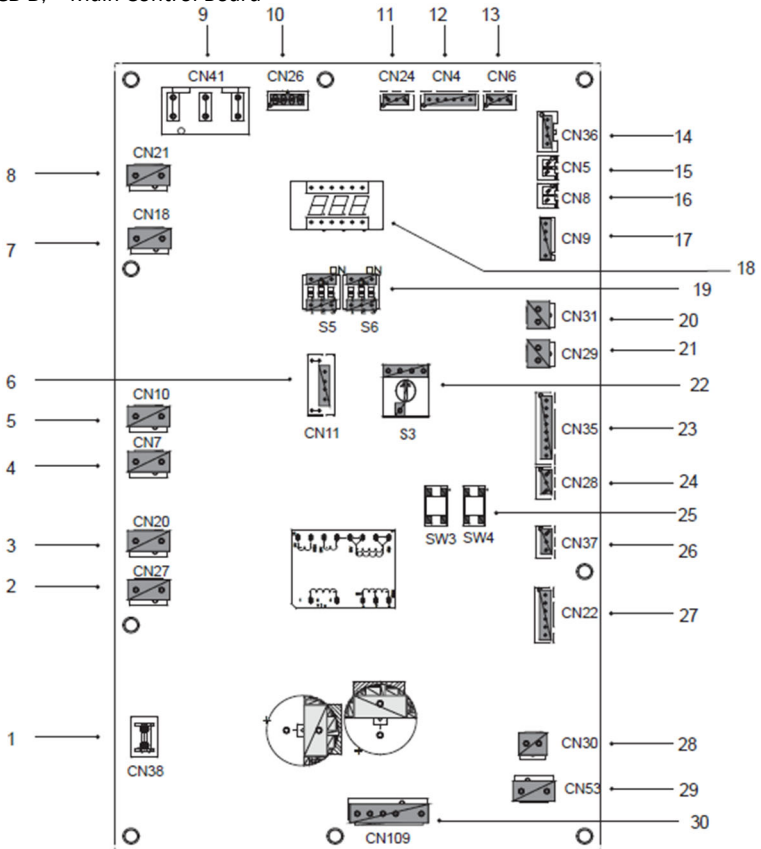 Main Control Board
9 10 11 12 13
CN41 CN26 CN24 CN4 CN6
CN36 14
CN21
CN5 15
8
CN8 16
CN18
CN9 17
7
18
ON ON
19
S5 S6
CN31 20
CN29 21
6
22
CN10
5
CN11 S3
CN35 23
CN7
4
CN28 24
25
CN20
SW3 SW4
3
CN37 26
CN27
2
CN22 27
1
CN30 28
CN38
CN53 29
30
CN109